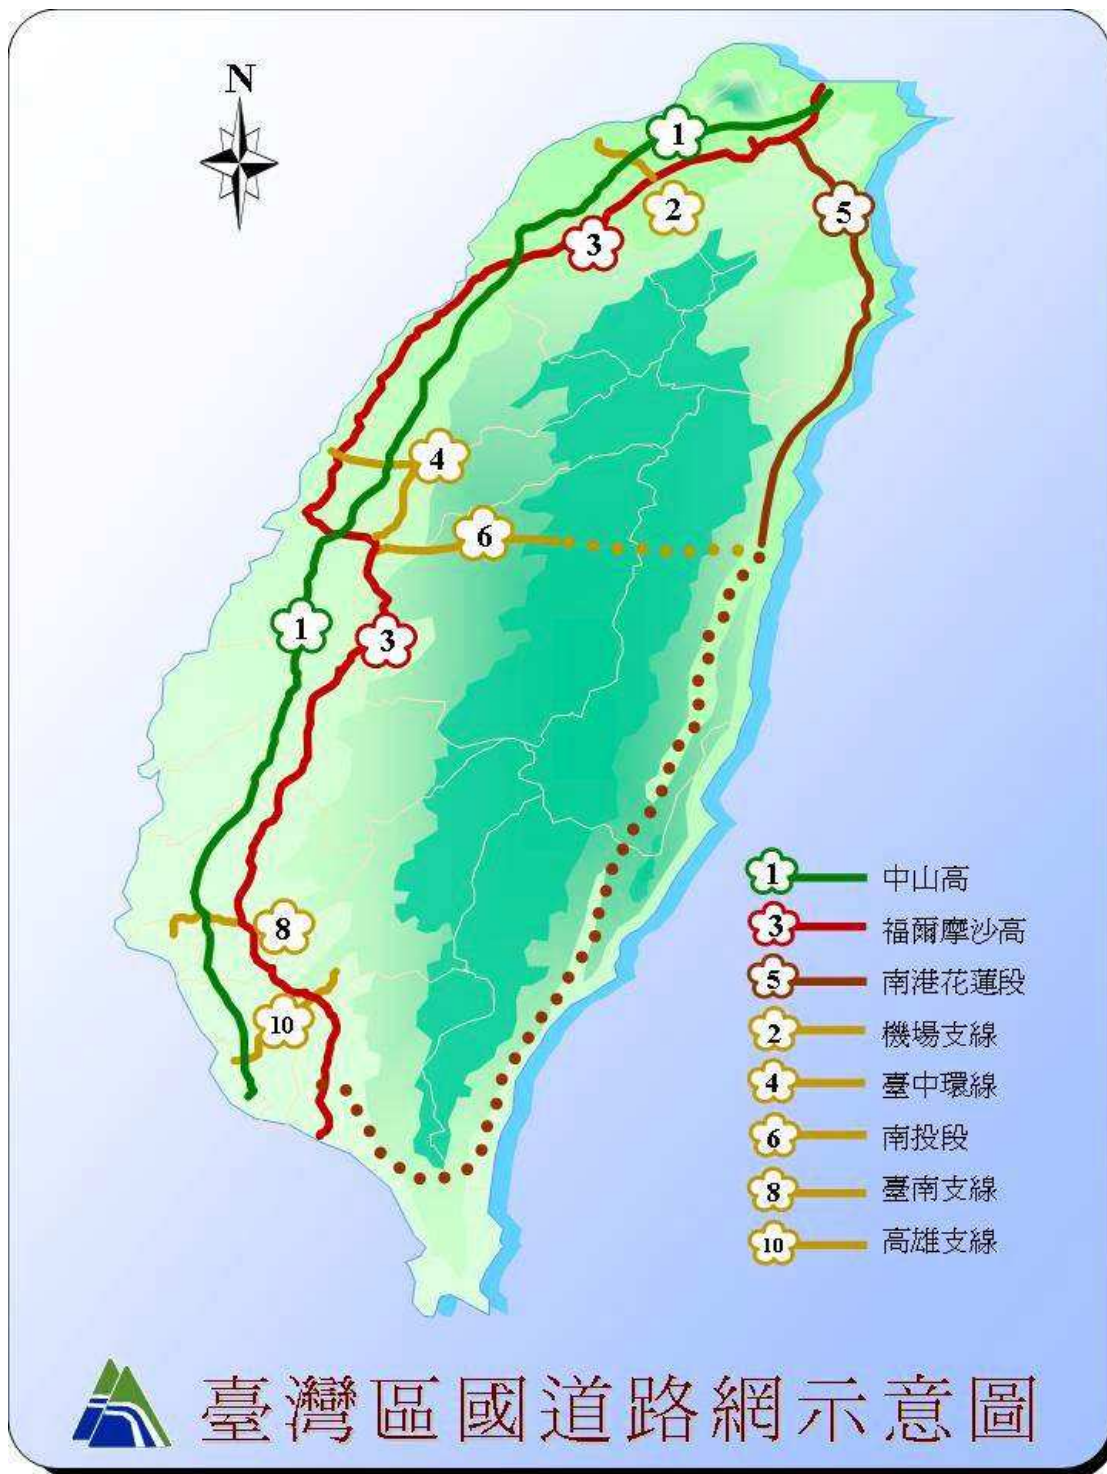 N
1
2
5
3
4
6
1
3
8
10
1 中山高
3 福爾摩沙高
5 南港花蓮段
2 機場支線
4 臺中環線
6 南投段
8 臺南支線
10 高雄支線
臺灣區國道路網示意圖